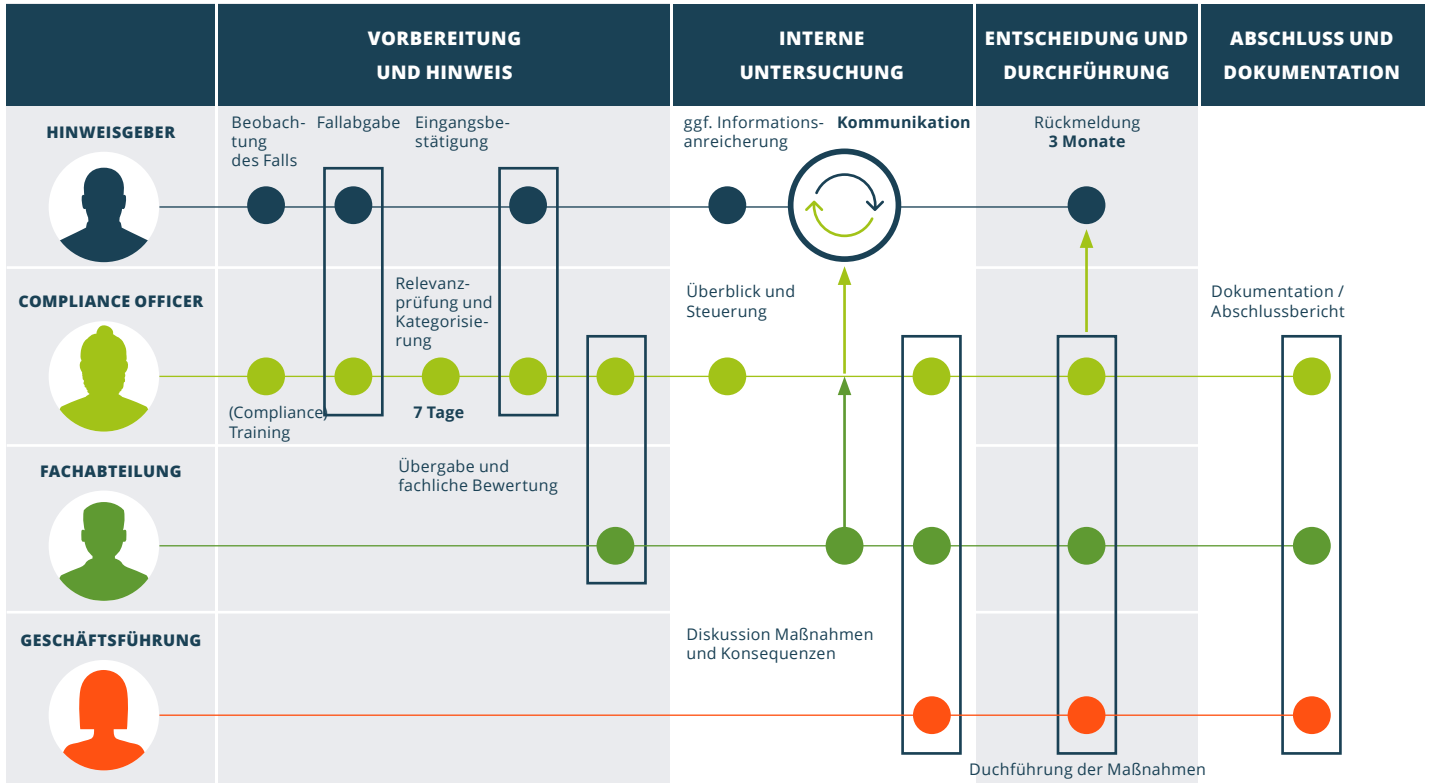 VORBEREITUNG
UND HINWEIS
INTERNE
UNTERSUCHUNG
ENTSCHEIDUNG UND
DURCHFÜHRUNG
ABSCHLUSS UND
DOKUMENTATION
HINWEISGEBER
Beobach-
tung
des Falls
Fallabgabe
Eingangsbe-
stätigung
ggf. Informations-
anreicherung
Kommunikation
Rückmeldung
3 Monate
COMPLIANCE OFFICER
Relevanz-
prüfung und
Kategorisie-
rung
Überblick und
Steuerung
Dokumentation /
Abschlussbericht
(Compliance)
Training
7 Tage
FACHABTEILUNG
Übergabe und
fachliche Bewertung
GESCHÄFTSFÜHRUNG
Diskussion Maßnahmen
und Konsequenzen
Duchführung der Maßnahmen